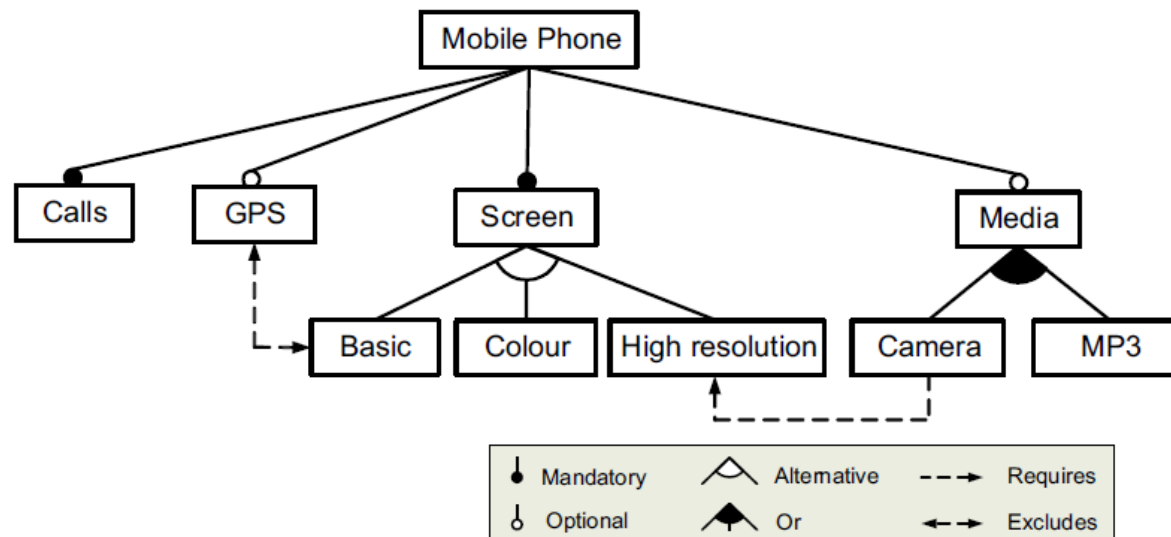 Mobile Phone
Calls
GPS
Screen
Media
Basic
Colour
High resolution
Camera
MP3
Mandatory
Alternative
Requires
Optional
Or
Excludes